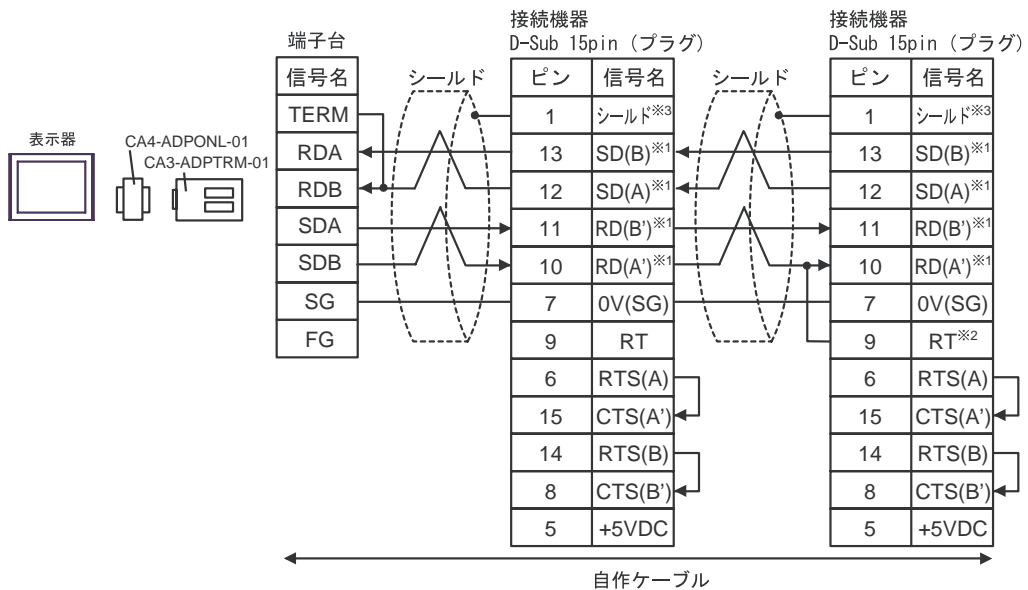 表示器
CA4-ADPONL-01
CA3-ADPTRM-01
端子台
信号名
TERM
RDA
RDB
SDA
SDB
SG
FG
シールド
接続機器
D-Sub 15pin (プラグ)
ピン 信号名
1 シールド※3
13 SD(B)※1
12 SD(A)※1
11 RD(B')※1
10 RD(A')※1
7 0V(SG)
9 RT
6 RTS(A)
15 CTS(A')
14 RTS(B)
8 CTS(B')
5 +5VDC
シールド
接続機器
D-Sub 15pin (プラグ)
ピン 信号名
1 シールド※3
13 SD(B)※1
12 SD(A)※1
11 RD(B')※1
10 RD(A')※1
7 0V(SG)
9 RT※2
6 RTS(A)
15 CTS(A')
14 RTS(B)
8 CTS(B')
5 +5VDC
自作ケーブル